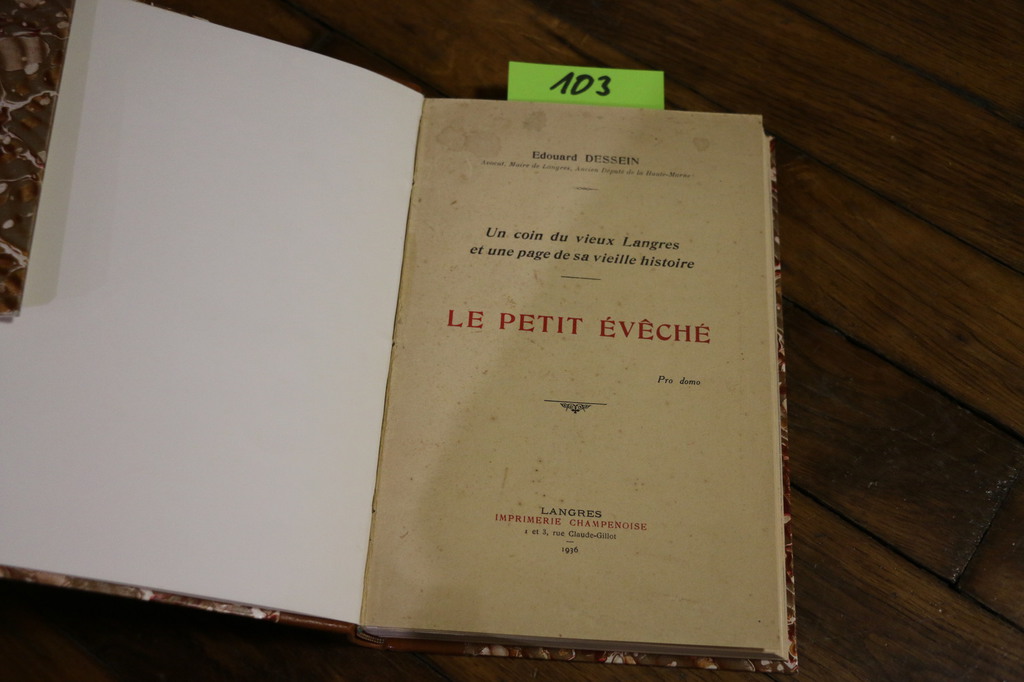 103
Edouard DESSEIN
Avocat, Maire de Langres, Ancien Député de la Haute-Marne
Un coin du vieux Langres
et une page de sa vieille histoire
LE PETIT ÉVÊCHÉ
Pro domo
LANGRES
IMPRIMERIE CHAMPENOISE
1 et 3, rue Claude-Gillot
1936